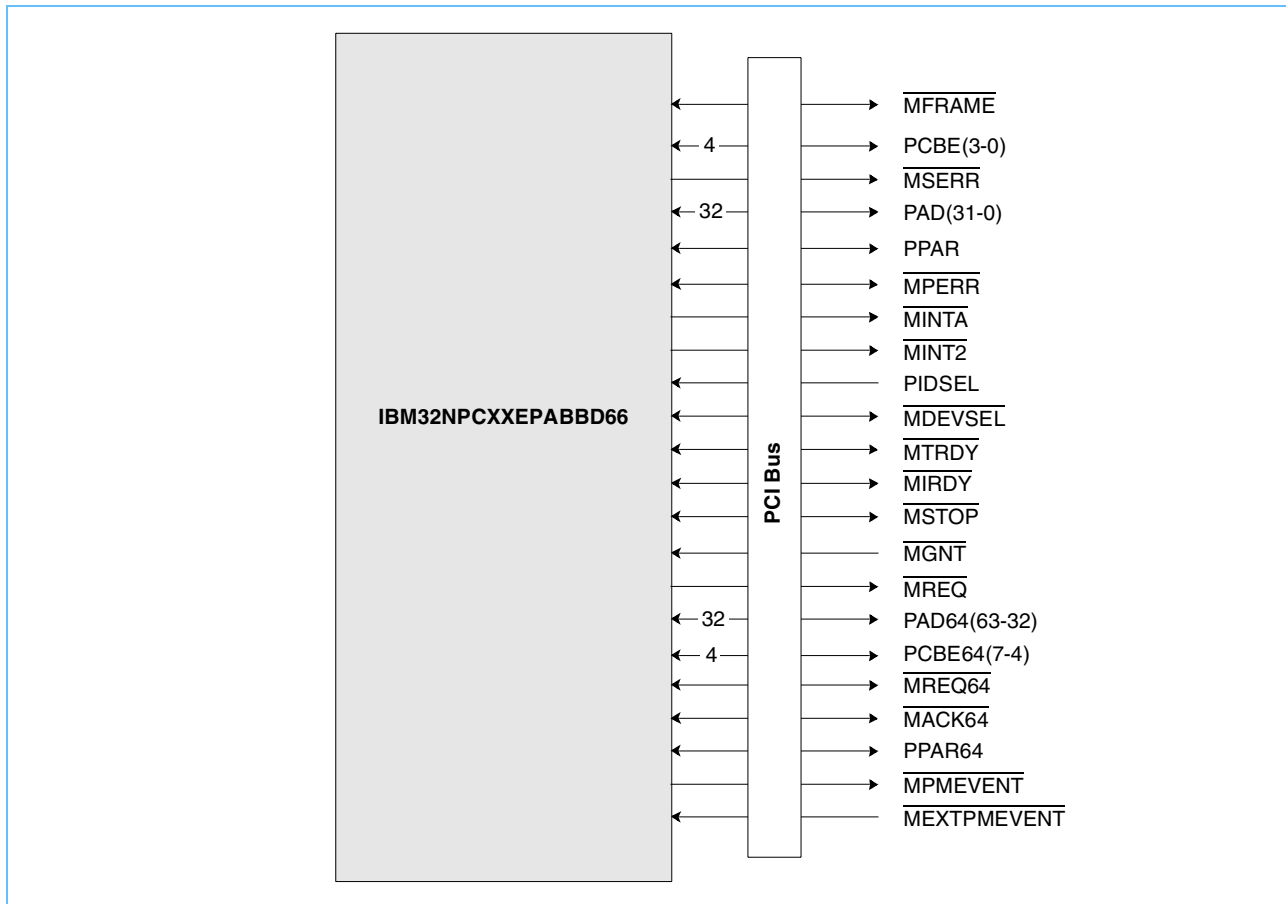 MFRAME
4 PCBE(3-0)
MSERR
32 PAD(31-0)
PPAR
MPERR
MINTA
MINT2
PIDSEL
IBM32NPCXXEPABBD66
MDEVSEL
MTRDY
PCI Bus
MIRDY
MSTOP
MGNT
MREQ
32 PAD64(63-32)
4 PCBE64(7-4)
MREQ64
MACK64
PPAR64
MPMEVENT
MEXTPMEVENT